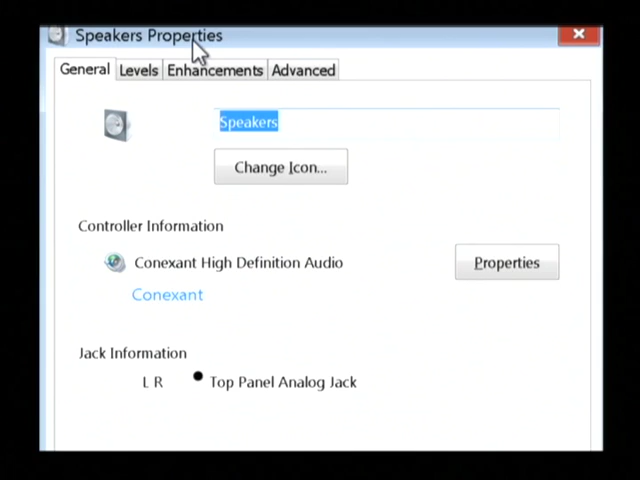 Speakers Properties
General Levels Enhancements Advanced
Speakers
Change Icon...
Controller Information
Conexant High Definition Audio
Properties
Conexant
Jack Information
L R Top Panel Analog Jack